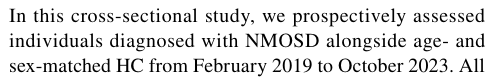 In this cross-sectional study, we prospectively assessed
individuals diagnosed with NMOSD alongside age- and
sex-matched HC from February 2019 to October 2023. All